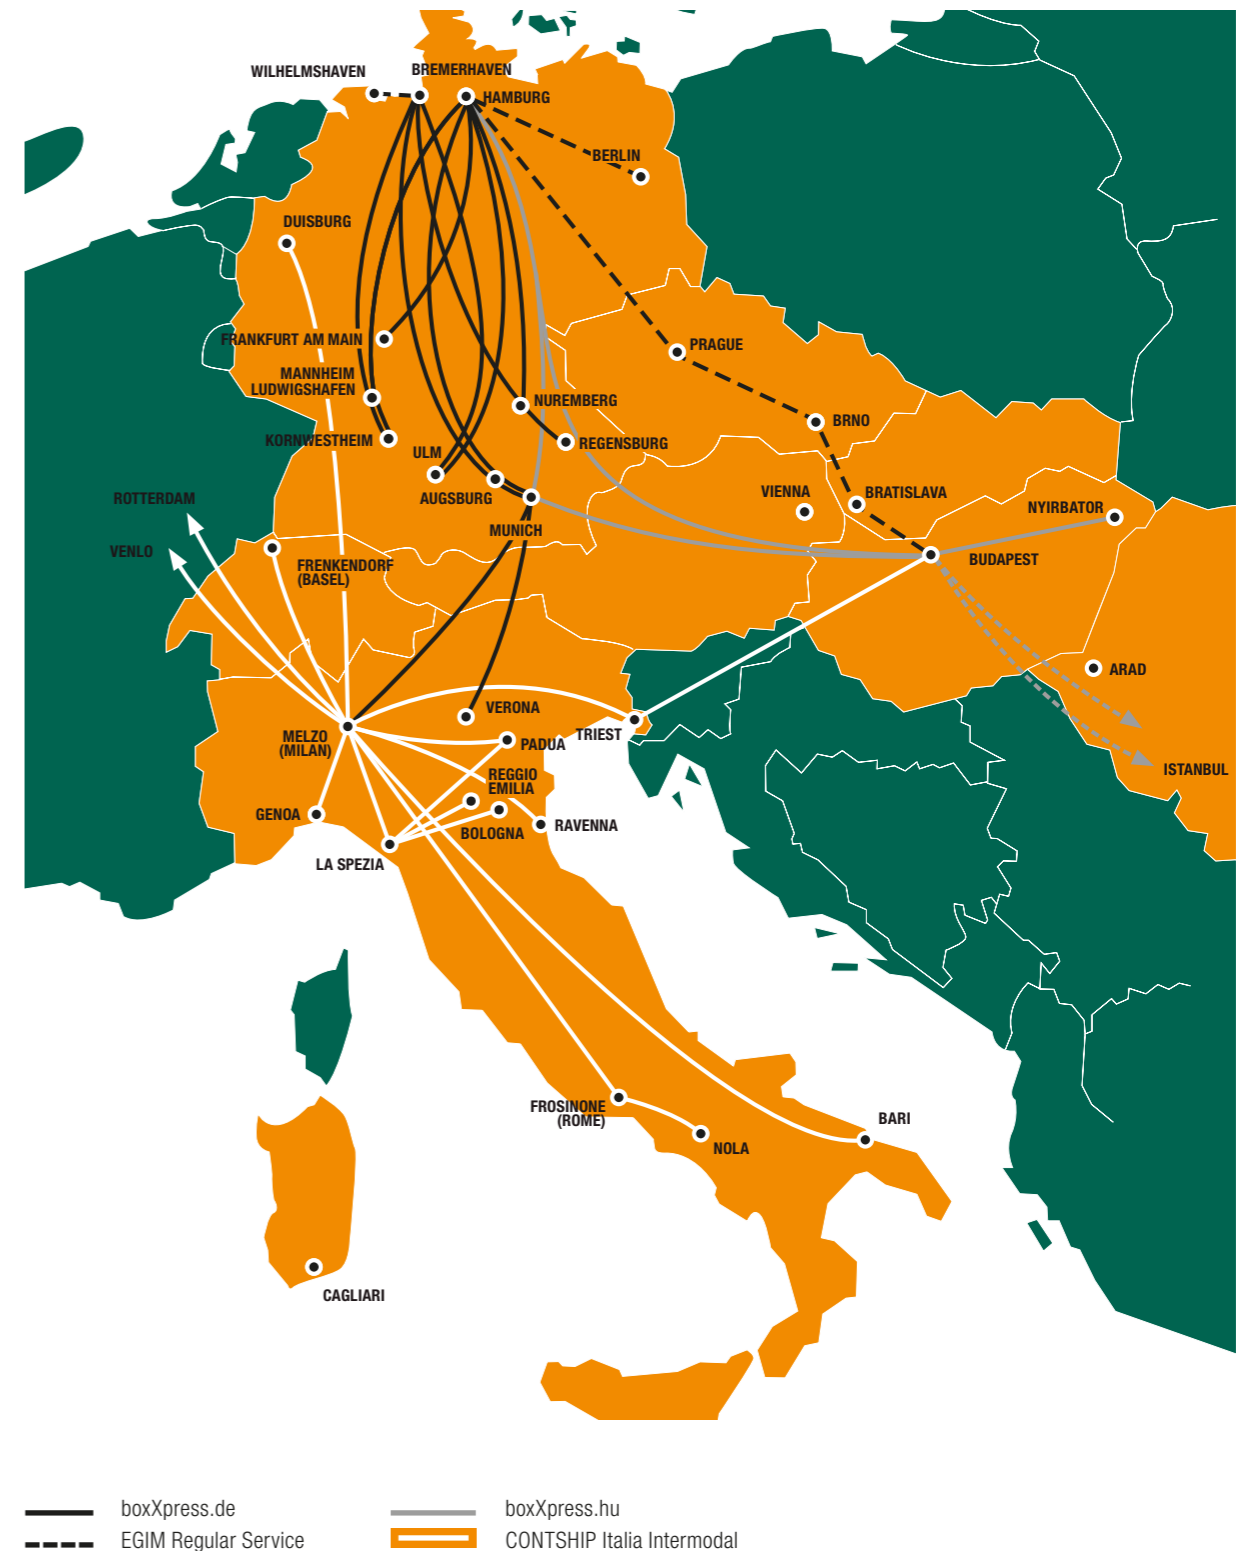 WILHELMSHAVEN
BREMERHAVEN
HAMBURG
BERLIN
DUISBURG
FRANKFURT AM MAIN
PRAGUE
MANNHEIM
LUDWIGSHAFEN
NUREMBERG
BRNO
KORNWESTHEIM
REGENSBURG
ULM
AUGSBURG
VIENNA
BRATISLAVA
ROTTERDAM
NYIRBATOR
MUNICH
VENLO
BUDAPEST
FRENKENDORF
(BASEL)
ARAD
VERONA
MELZO
(MILAN)
TRIEST
PADUA
ISTANBUL
REGGIO
EMILIA
GENOA
BOLOGNA
RAVENNA
LA SPEZIA
FROSINONE
(ROME)
BARI
NOLA
CAGLIARI
boxXpress.de
boxXpress.hu
EGIM Regular Service
CONTSHIP Italia Intermodal